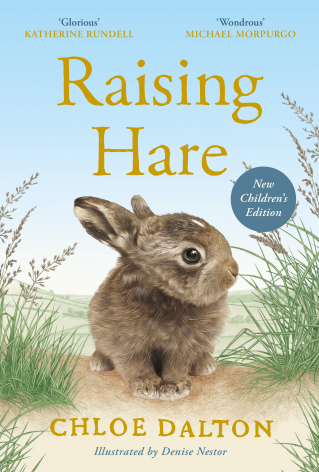 ‘Glorious’
KATHERINE RUNDELL
‘Wondrous’
MICHAEL MORPURGO
Raising
Hare
New
Children’s
Edition
CHLOE DALTON
Illustrated by Denise Nestor